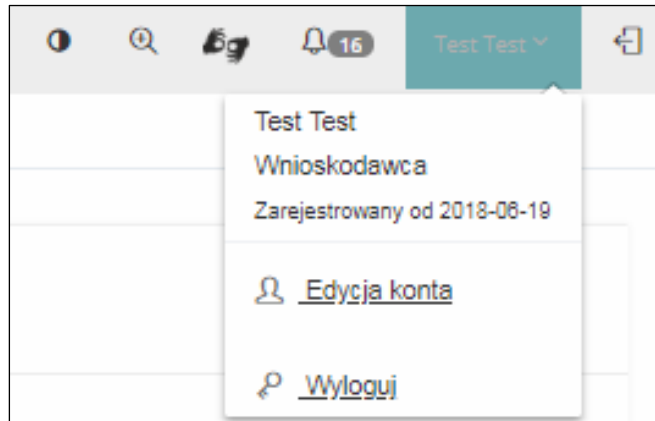 16 Test Test
Test Test
Wnioskodawca
Zarejestrowany od 2018-06-19
Edycja konta
Wyloguj